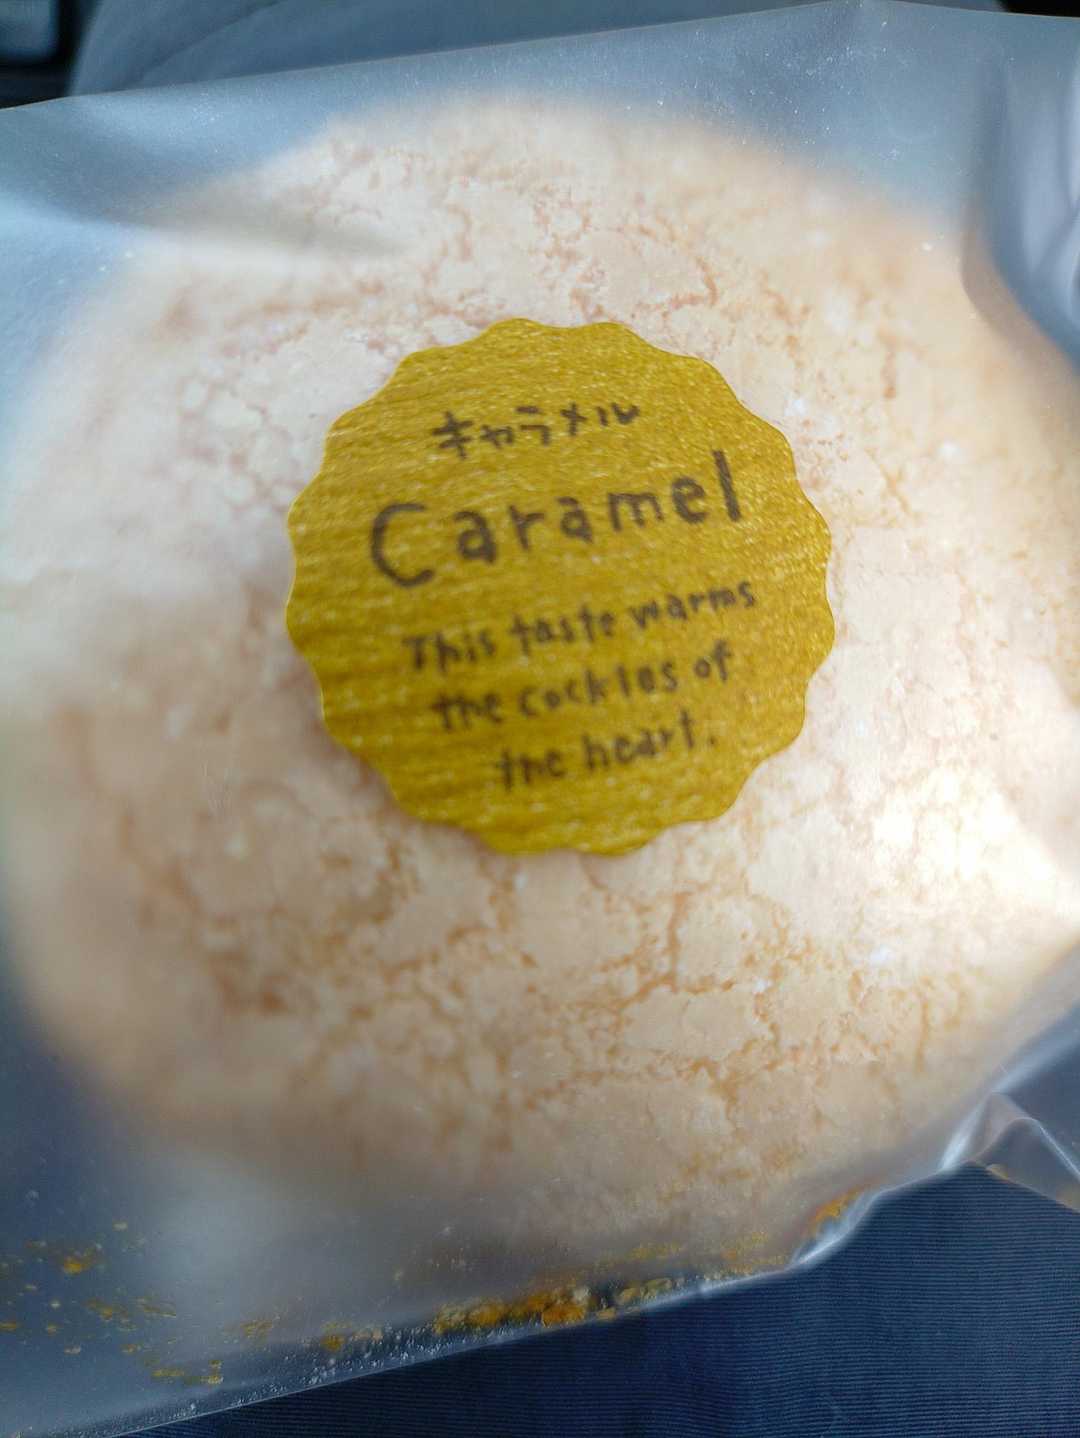 キャラメル
Caramel
This taste warms
the cockles of
the heart.